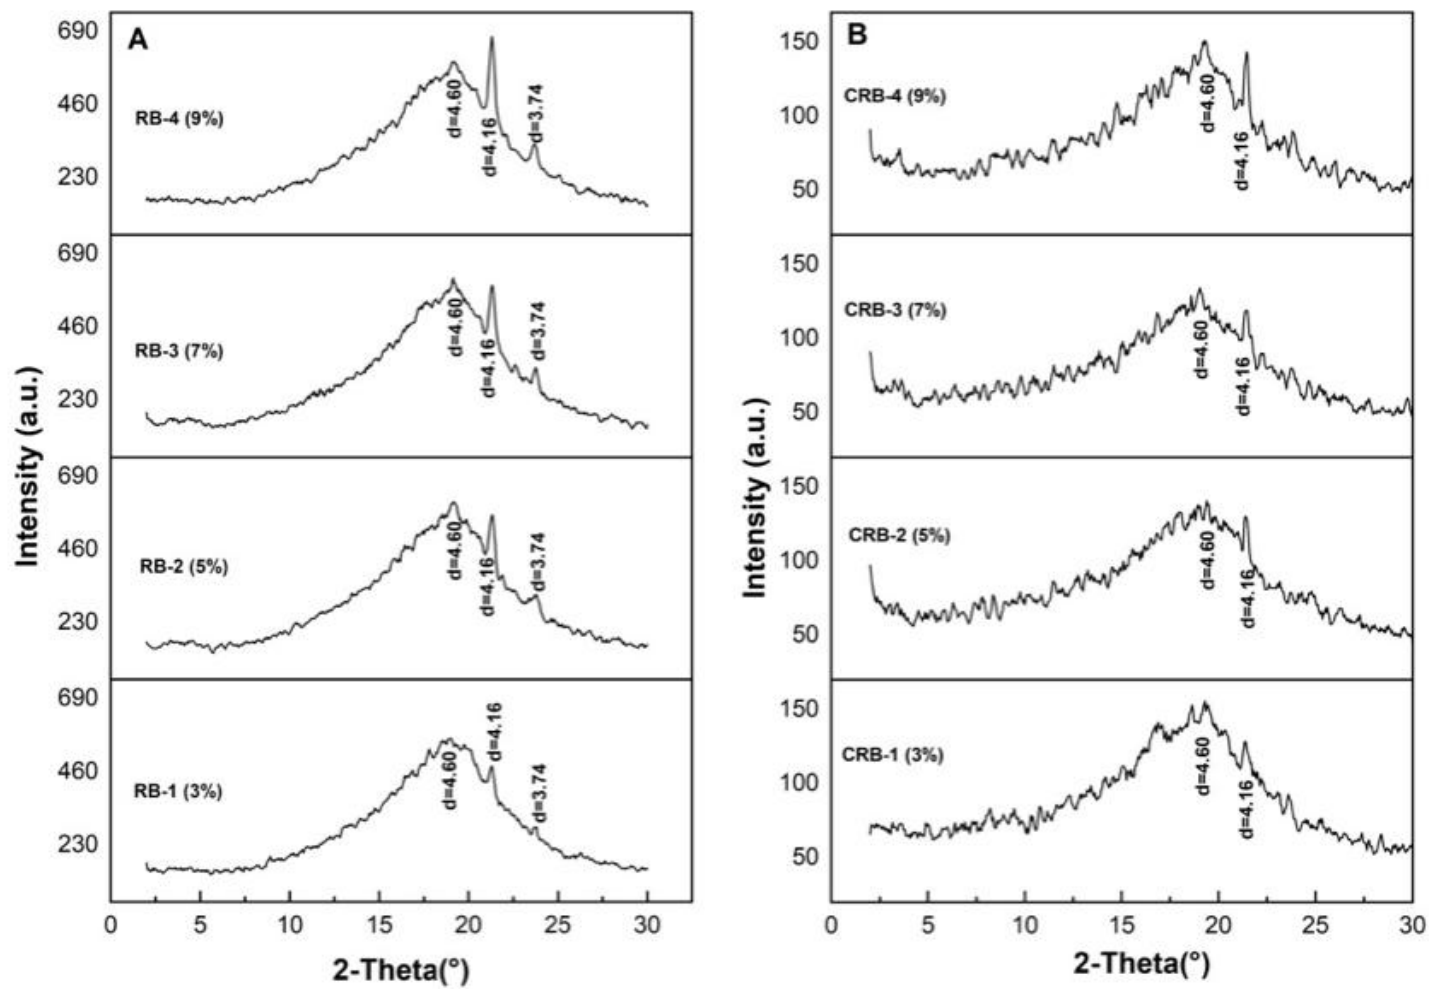 A
690
460
230
RB-4 (9%)
d=4.60
d=4.16
d=3.74
690
460
230
RB-3 (7%)
d=4.60
d=4.16
d=3.74
690
460
230
RB-2 (5%)
d=4.60
d=4.16
d=3.74
690
460
230
RB-1 (3%)
d=4.60
d=4.16
d=3.74
0 5 10 15 20 25 30
2-Theta(°)
Intensity (a.u.)
B
150
100
50
CRB-4 (9%)
d=4.60
d=4.16
150
100
50
CRB-3 (7%)
d=4.60
d=4.16
150
100
50
CRB-2 (5%)
d=4.60
d=4.16
150
100
50
CRB-1 (3%)
d=4.60
d=4.16
0 5 10 15 20 25 30
2-Theta(°)
Intensity (a.u.)